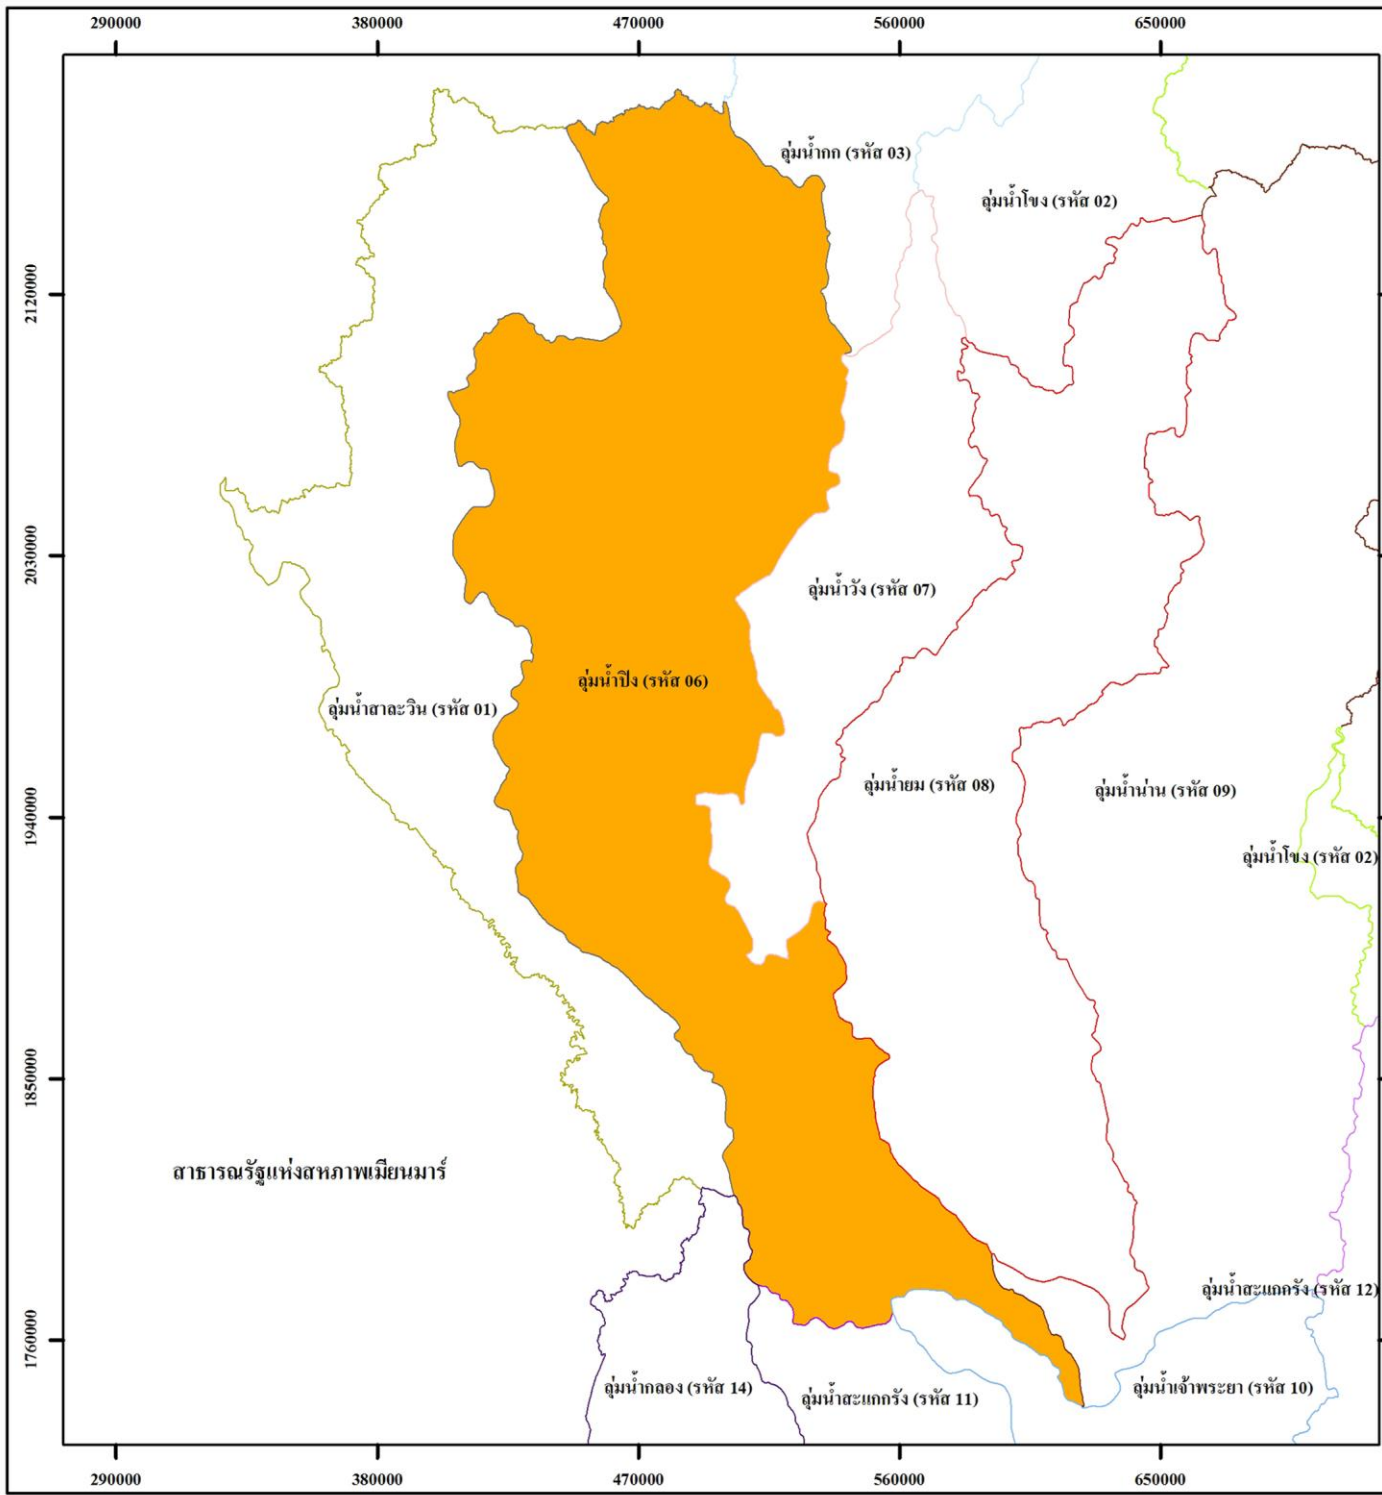 290000 380000 470000 560000 650000
ลุ่มน้ำกก (รหัส 03)
ลุ่มน้ำโขง (รหัส 02)
2120000
2030000
ลุ่มน้ำวัง (รหัส 07)
ลุ่มน้ำปิง (รหัส 06)
ลุ่มน้ำสาละวิน (รหัส 01)
ลุ่มน้ำยม (รหัส 08)
ลุ่มน้ำน่าน (รหัส 09)
1940000
ลุ่มน้ำโขง (รหัส 02)
1850000
สาธารณรัฐแห่งสหภาพเมียนมาร์
ลุ่มน้ำสะแกกรัง (รหัส 12)
1760000
ลุ่มน้ำกลอง (รหัส 14)
ลุ่มน้ำสะแกกรัง (รหัส 11)
ลุ่มน้ำเจ้าพระยา (รหัส 10)
290000 380000 470000 560000 650000